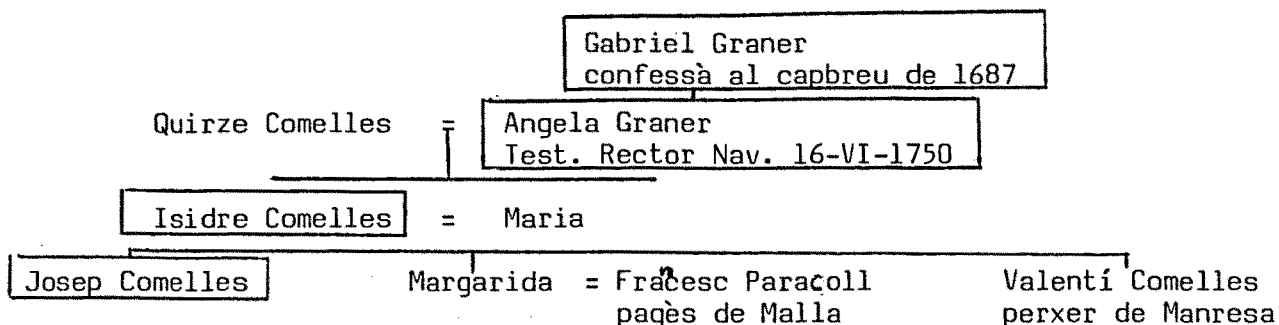 Gabriel Graner
confessà al capbreu de 1687
Quirze Comelles = Angela Graner
Test. Rector Nav. 16-VI-1750
Isidre Comelles = Maria
Josep Comelles Margarida = Francesc Paraçoll Valentí Comelles
pagès de Malla perxer de Manresa